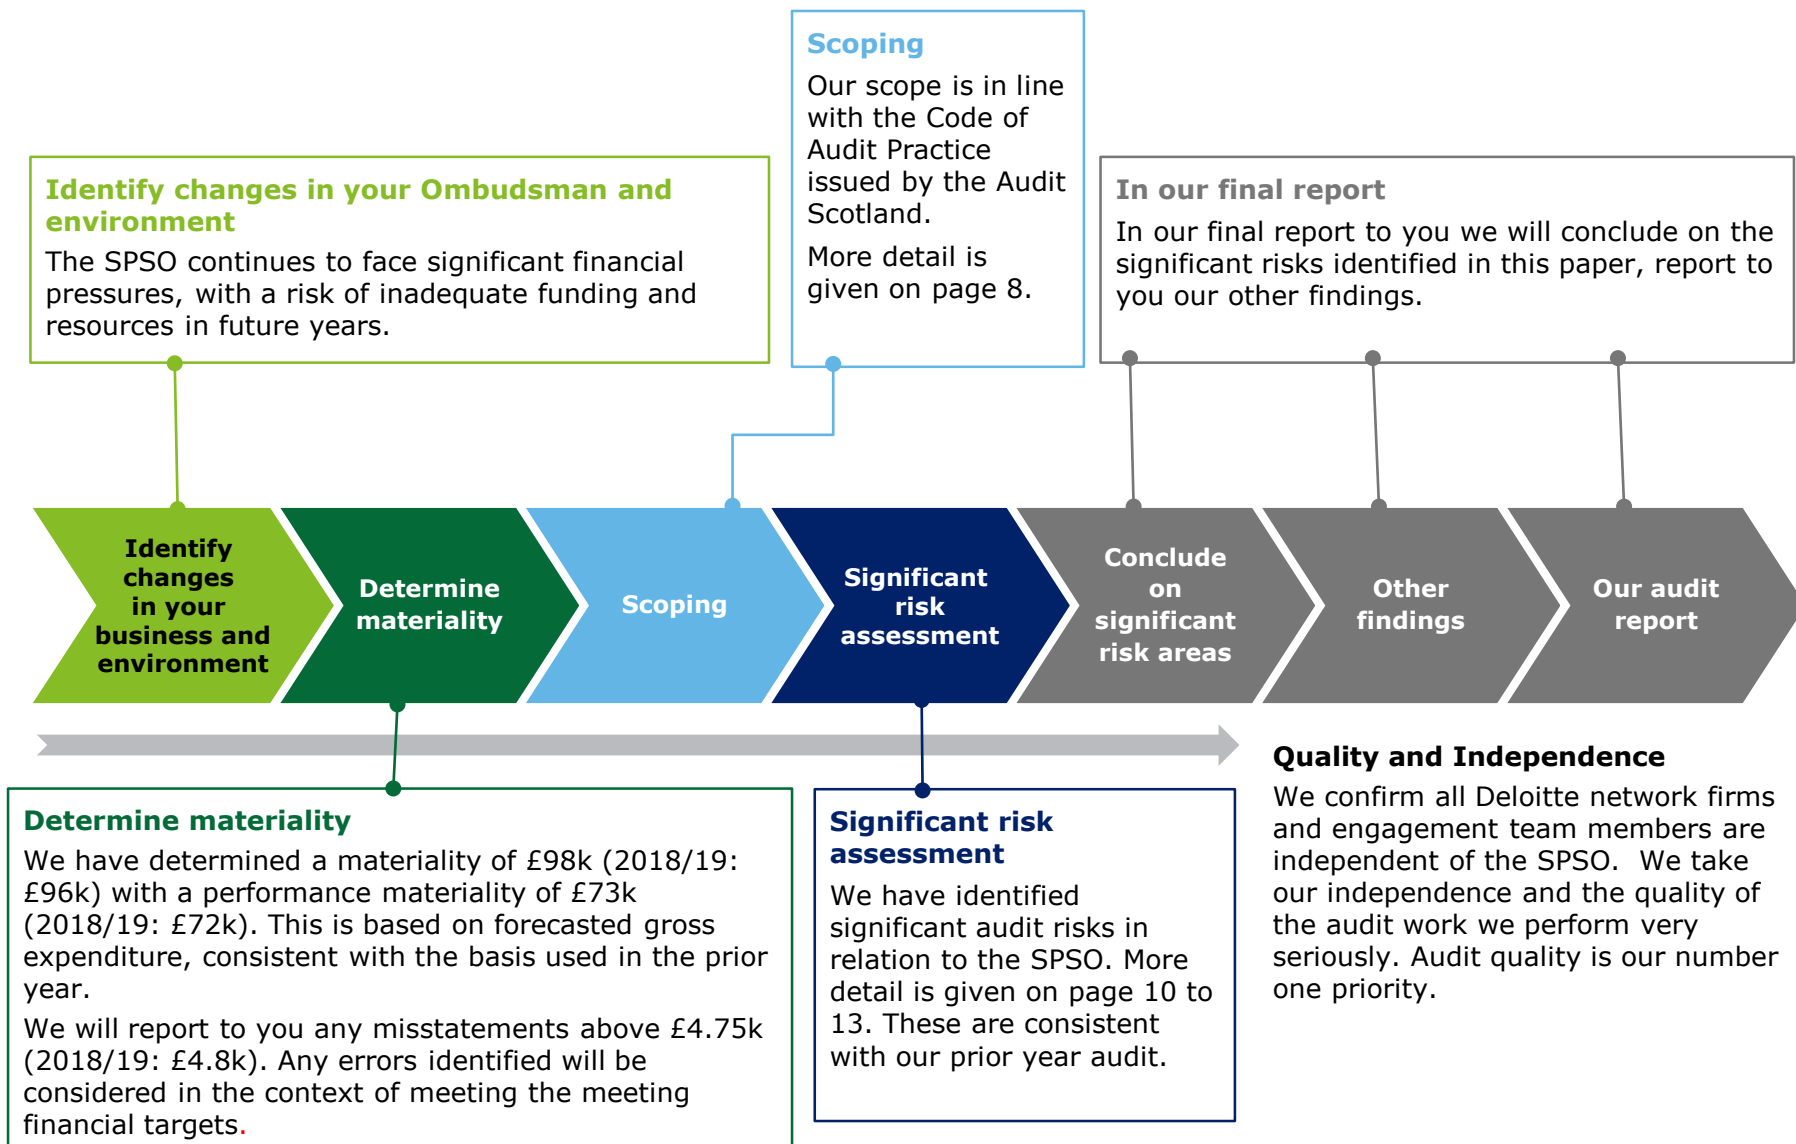 Scoping
Our scope is in line
with the Code of
Audit Practice
issued by the Audit
Scotland.
More detail is
given on page 8.
Identify changes in your Ombudsman and
environment
The SPSO continues to face significant financial
pressures, with a risk of inadequate funding and
resources in future years.
In our final report
In our final report to you we will conclude on the
significant risks identified in this paper, report to
you our other findings.
Identify
changes
in your
business and
environment
Determine
materiality
Scoping
Significant
risk
assessment
Conclude
on
significant
risk areas
Other
findings
Our audit
report
Determine materiality
We have determined a materiality of £98k (2018/19:
£96k) with a performance materiality of £73k
(2018/19: £72k). This is based on forecasted gross
expenditure, consistent with the basis used in the prior
year.
We will report to you any misstatements above £4.75k
(2018/19: £4.8k). Any errors identified will be
considered in the context of meeting the meeting
financial targets.
Significant risk
assessment
We have identified
significant audit risks in
relation to the SPSO. More
detail is given on page 10 to
13. These are consistent
with our prior year audit.
Quality and Independence
We confirm all Deloitte network firms
and engagement team members are
independent of the SPSO.  We take
our independence and the quality of
the audit work we perform very
seriously. Audit quality is our number
one priority.